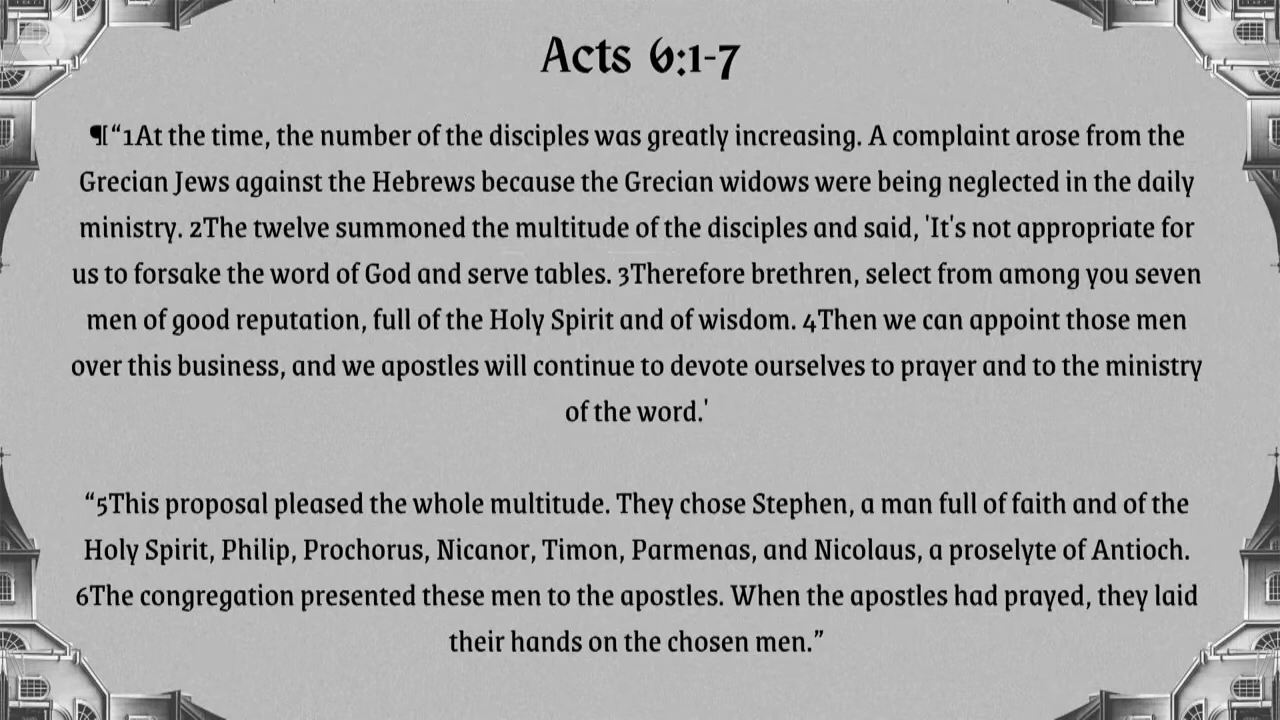 Acts 6:1-7
¶“1At the time, the number of the disciples was greatly increasing. A complaint arose from the
Grecian Jews against the Hebrews because the Grecian widows were being neglected in the daily
ministry. 2The twelve summoned the multitude of the disciples and said, 'It's not appropriate for
us to forsake the word of God and serve tables. 3Therefore brethren, select from among you seven
men of good reputation, full of the Holy Spirit and of wisdom. 4Then we can appoint those men
over this business, and we apostles will continue to devote ourselves to prayer and to the ministry
of the word.'
“5This proposal pleased the whole multitude. They chose Stephen, a man full of faith and of the
Holy Spirit, Philip, Prochorus, Nicanor, Timon, Parmenas, and Nicolaus, a proselyte of Antioch.
6The congregation presented these men to the apostles. When the apostles had prayed, they laid
their hands on the chosen men.”